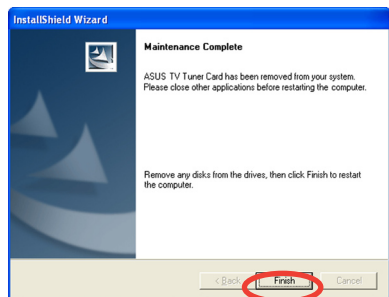 InstallShield Wizard
Maintenance Complete
ASUS TV Tuner Card has been removed from your system.
Please close other applications before restarting the computer.
Remove any disks from the drives, then click Finish to restart
the computer.
< Back Finish Cancel